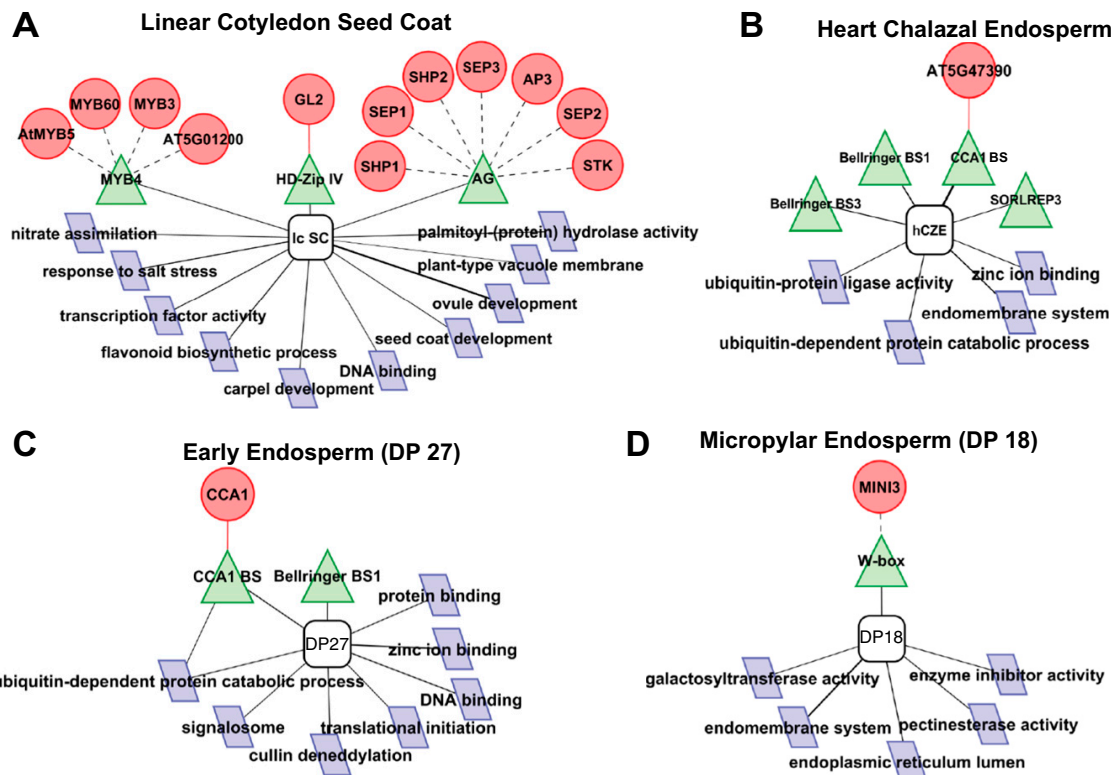 A
Linear Cotyledon Seed Coat
AtMYB5
MYB60
MYB3
AT5G01200
GL2
SHP1
SEP1
SHP2
SEP3
AP3
SEP2
STK
MYB4
HD-Zip IV
AG
lc SC
nitrate assimilation
response to salt stress
transcription factor activity
flavonoid biosynthetic process
carpel development
DNA binding
seed coat development
ovule development
plant-type vacuole membrane
palmitoyl-(protein) hydrolase activity
B
Heart Chalazal Endosperm
AT5G47390
Bellringer BS1
CCA1 BS
Bellringer BS3
SORLREP3
hCZE
ubiquitin-protein ligase activity
zinc ion binding
endomembrane system
ubiquitin-dependent protein catabolic process
C
Early Endosperm (DP 27)
CCA1
CCA1 BS
Bellringer BS1
DP27
protein binding
zinc ion binding
DNA binding
ubiquitin-dependent protein catabolic process
signalosome
translational initiation
cullin deneddylation
D
Micropylar Endosperm (DP 18)
MINI3
W-box
DP18
galactosyltransferase activity
enzyme inhibitor activity
endomembrane system
pectinesterase activity
endoplasmic reticulum lumen